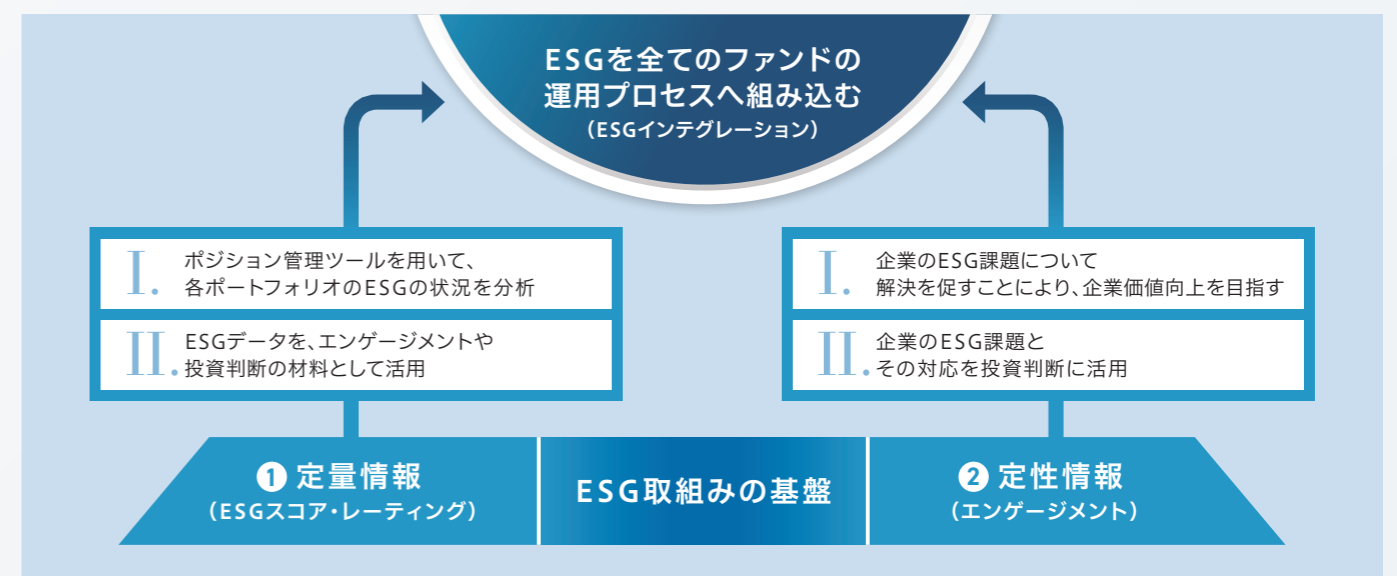 ESGを全てのファンドの
運用プロセスへ組み込む
（ESGインテグレーション）
I. ポジション管理ツールを用いて、
各ポートフォリオのESGの状況を分析
II. ESGデータを、エンゲージメントや
投資判断の材料として活用
I. 企業のESG課題について
解決を促すことにより、企業価値向上を目指す
II. 企業のESG課題と
その対応を投資判断に活用
❶ 定量情報
（ESGスコア・レーティング）
ESG取組みの基盤
❷ 定性情報
（エンゲージメント）